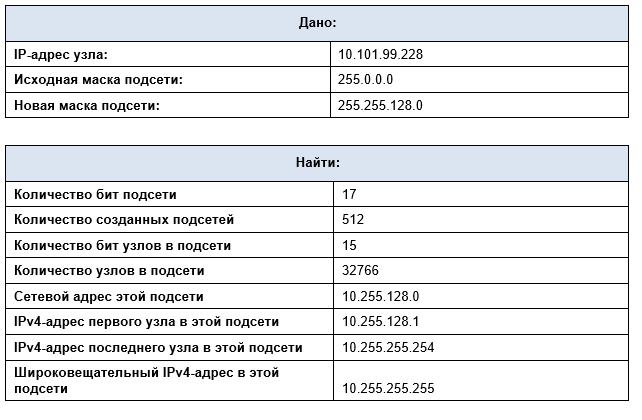 Дано:
IP-адрес узла: 10.101.99.228
Исходная маска подсети: 255.0.0.0
Новая маска подсети: 255.255.128.0
Найти:
Количество бит подсети 17
Количество созданных подсетей 512
Количество бит узлов в подсети 15
Количество узлов в подсети 32766
Сетевой адрес этой подсети 10.255.128.0
IPv4-адрес первого узла в этой подсети 10.255.128.1
IPv4-адрес последнего узла в этой подсети 10.255.255.254
Широковещательный IPv4-адрес в этой
подсети 10.255.255.255